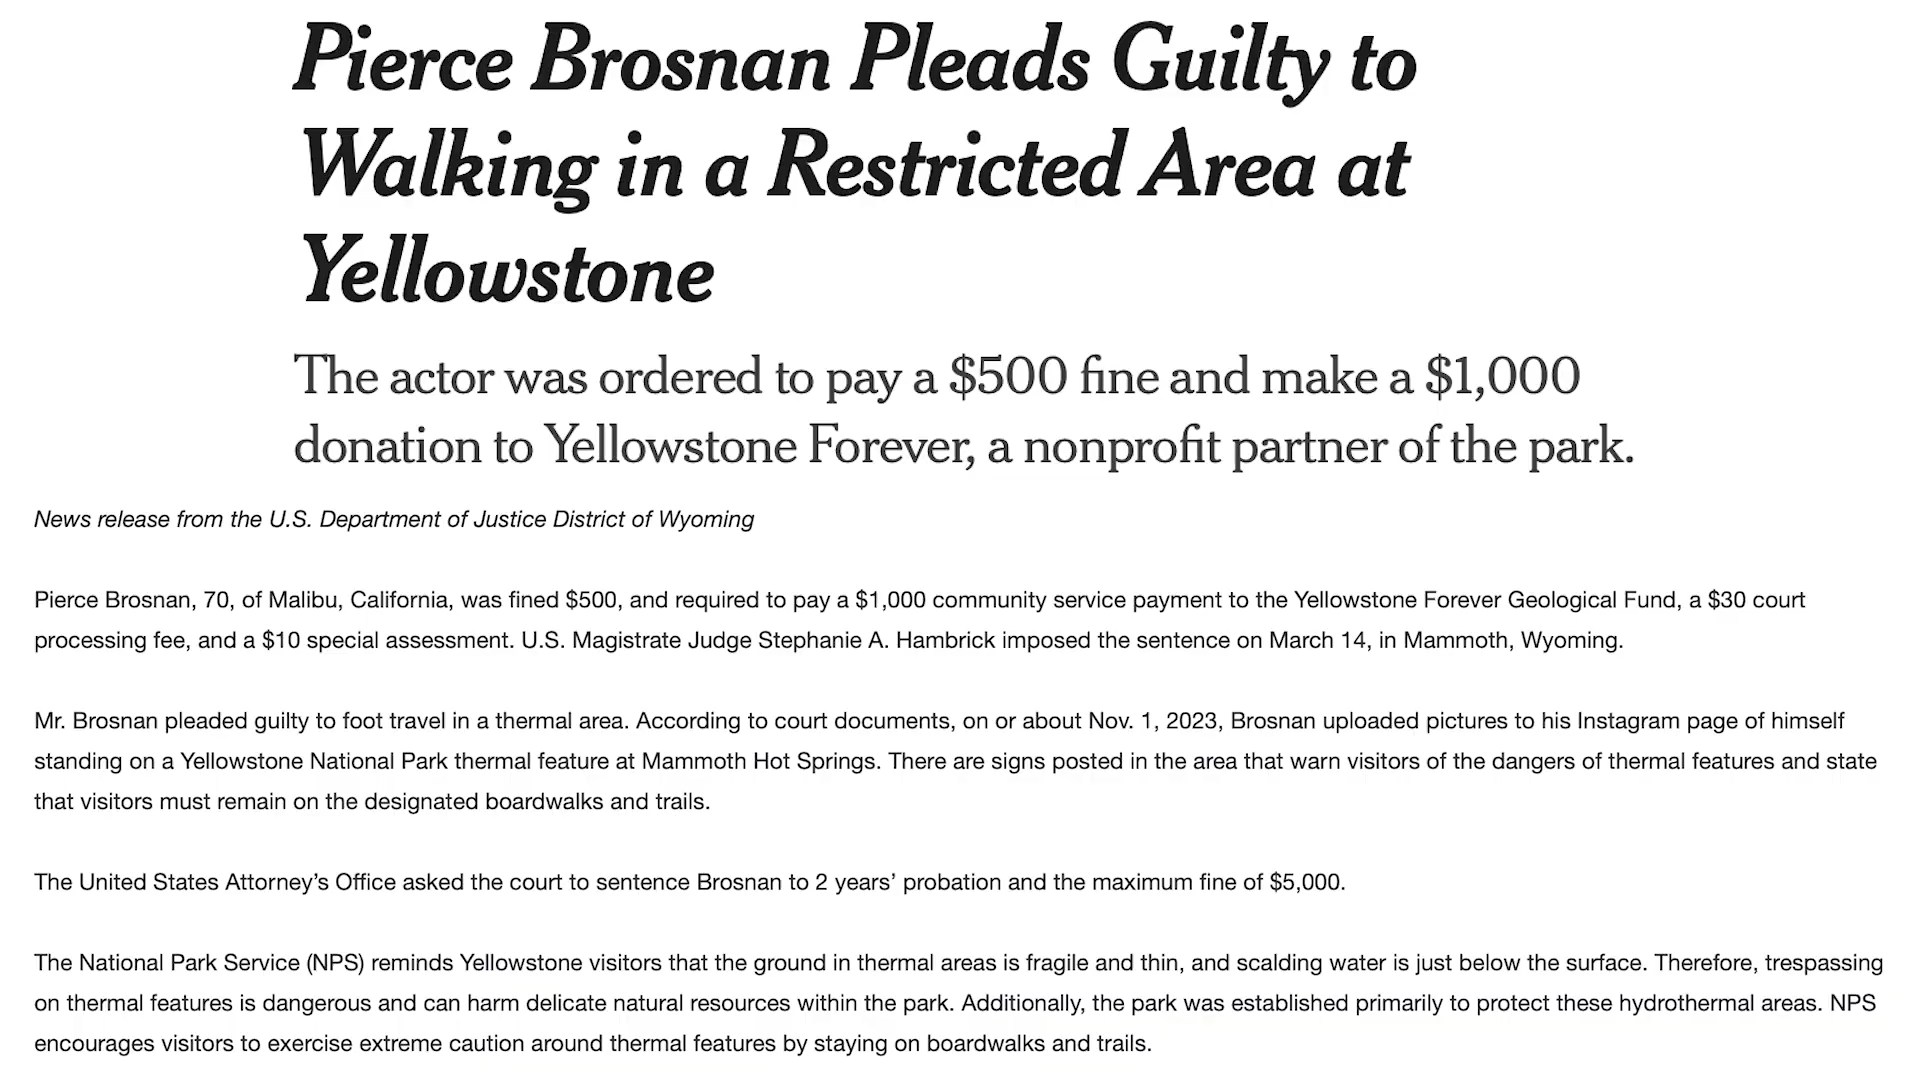 Pierce Brosnan Pleads Guilty to
Walking in a Restricted Area at
Yellowstone
The actor was ordered to pay a $500 fine and make a $1,000
donation to Yellowstone Forever, a nonprofit partner of the park.
News release from the U.S. Department of Justice District of Wyoming
Pierce Brosnan, 70, of Malibu, California, was fined $500, and required to pay a $1,000 community service payment to the Yellowstone Forever Geological Fund, a $30 court
processing fee, and a $10 special assessment. U.S. Magistrate Judge Stephanie A. Hambrick imposed the sentence on March 14, in Mammoth, Wyoming.
Mr. Brosnan pleaded guilty to foot travel in a thermal area. According to court documents, on or about Nov. 1, 2023, Brosnan uploaded pictures to his Instagram page of himself
standing on a Yellowstone National Park thermal feature at Mammoth Hot Springs. There are signs posted in the area that warn visitors of the dangers of thermal features and state
that visitors must remain on the designated boardwalks and trails.
The United States Attorney’s Office asked the court to sentence Brosnan to 2 years’ probation and the maximum fine of $5,000.
The National Park Service (NPS) reminds Yellowstone visitors that the ground in thermal areas is fragile and thin, and scalding water is just below the surface. Therefore, trespassing
on thermal features is dangerous and can harm delicate natural resources within the park. Additionally, the park was established primarily to protect these hydrothermal areas. NPS
encourages visitors to exercise extreme caution around thermal features by staying on boardwalks and trails.